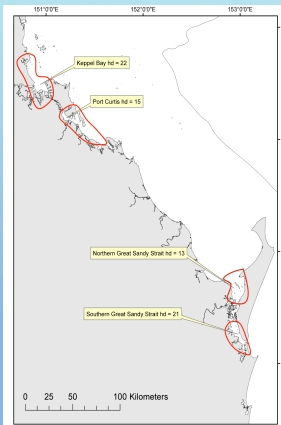 151°0'0"E 152°0'0"E 153°0'0"E
Keppel Bay hd = 22
Port Curtis hd = 15
Northern Great Sandy Strait hd = 13
Southern Great Sandy Strait hd = 21
0 25 50 100 Kilometers